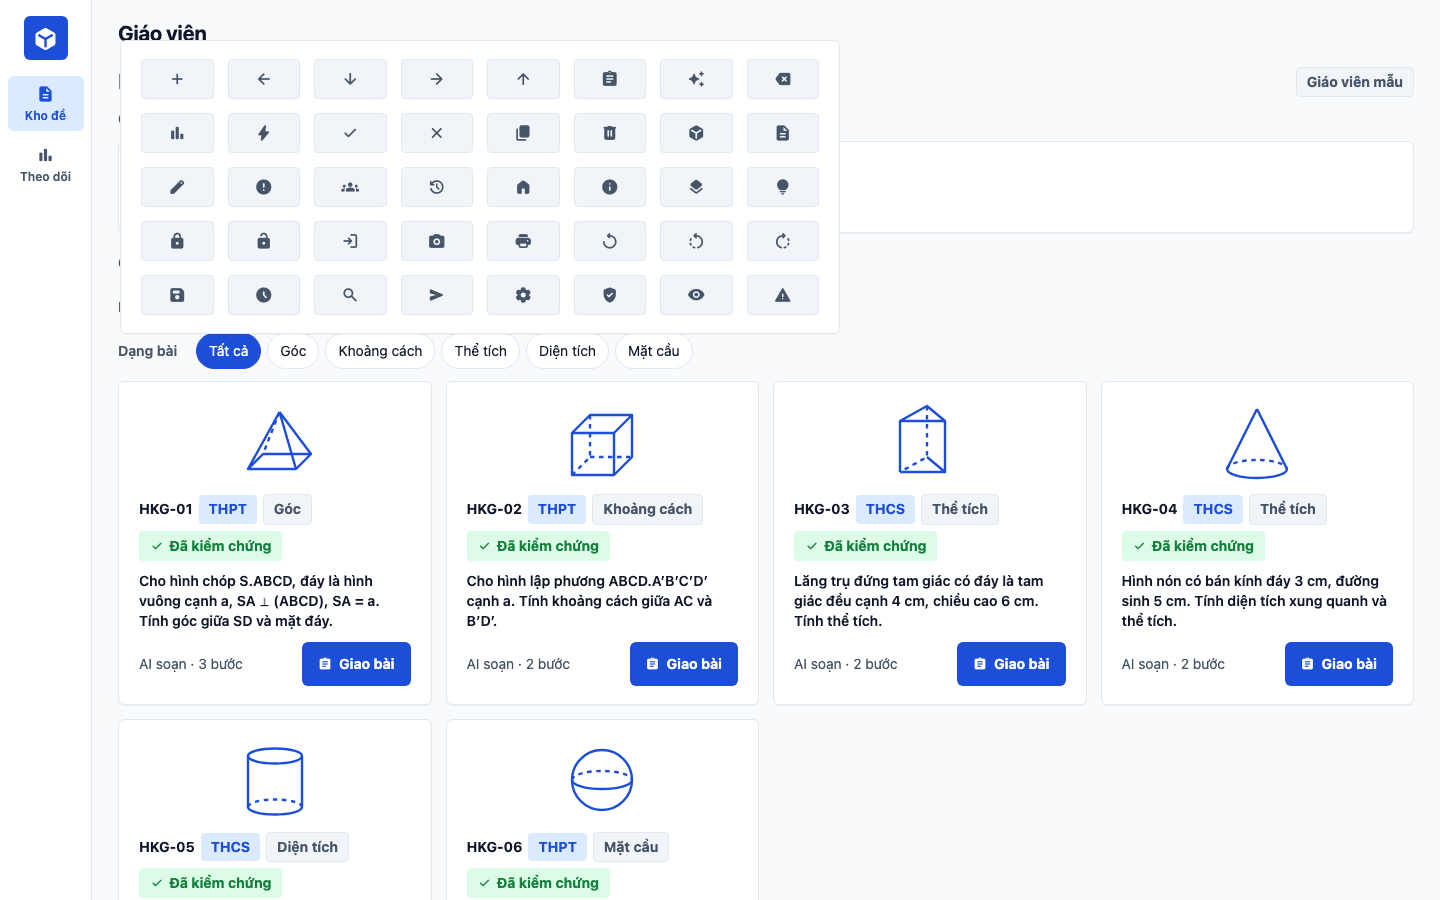 Giáo viên
Kho đề
Theo dõi
Giáo viên mẫu
Dạng bài
Tất cả
Góc
Khoảng cách
Thể tích
Diện tích
Mặt cầu
HKG-01 THPT Góc
Đã kiểm chứng
Cho hình chóp S.ABCD, đáy là hình
vuông cạnh a, SA ⊥ (ABCD), SA = a.
Tính góc giữa SD và mặt đáy.
AI soạn · 3 bước
Giao bài
HKG-02 THPT Khoảng cách
Đã kiểm chứng
Cho hình lập phương ABCD.A’B’C’D’
cạnh a. Tính khoảng cách giữa AC và
B’D’.
AI soạn · 2 bước
Giao bài
HKG-03 THCS Thể tích
Đã kiểm chứng
Lăng trụ đứng tam giác có đáy là tam
giác đều cạnh 4 cm, chiều cao 6 cm.
Tính thể tích.
AI soạn · 2 bước
Giao bài
HKG-04 THCS Thể tích
Đã kiểm chứng
Hình nón có bán kính đáy 3 cm, đường
sinh 5 cm. Tính diện tích xung quanh và
thể tích.
AI soạn · 2 bước
Giao bài
HKG-05 THCS Diện tích
Đã kiểm chứng
HKG-06 THPT Mặt cầu
Đã kiểm chứng